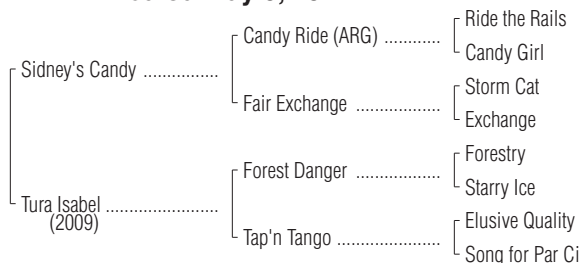 Candy Ride (ARG) ............
Ride the Rails
Candy Girl
Sidney's Candy ................
Fair Exchange ..................
Storm Cat
Exchange
Forest Danger ..................
Forestry
Starry Ice
Tura Isabel ........................
(2009)
Tap'n Tango ......................
Elusive Quality
Song for Par Ci